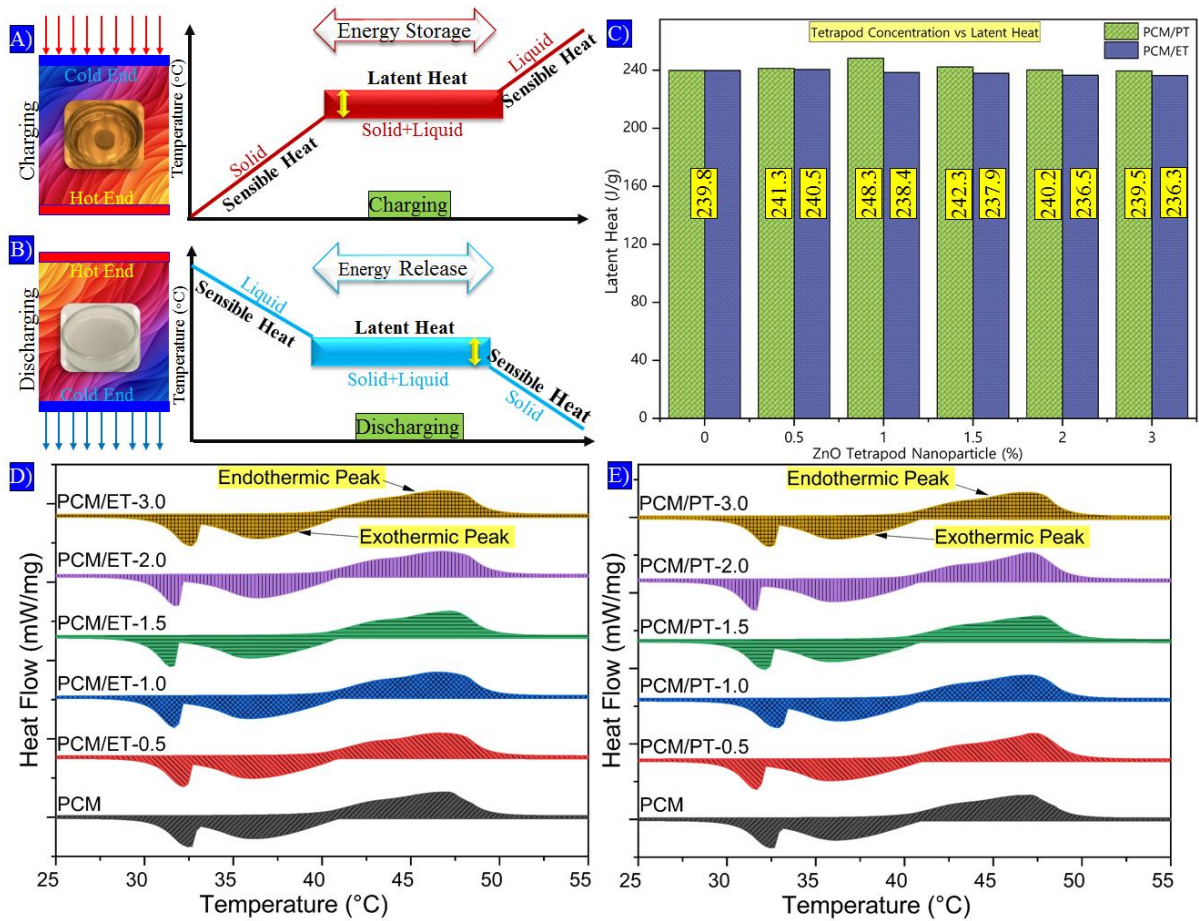 A)
Charging
Cold End
Hot End
Temperature (°C)
Energy Storage
Liquid
Sensible Heat
Latent Heat
Solid+Liquid
Solid
Sensible Heat
Charging
B)
Discharging
Hot End
Cold End
Temperature (°C)
Energy Release
Liquid
Sensible Heat
Latent Heat
Solid+Liquid
Sensible Heat
Solid
Discharging
C)
Tetrapod Concentration vs Latent Heat
PCM/PT
PCM/ET
Latent Heat (J/g)
240
200
160
120
80
40
0
239.8
241.3
240.5
248.3
238.4
242.3
237.9
240.2
236.5
239.5
236.3
0
0.5
1
1.5
2
3
ZnO Tetrapod Nanoparticle (%)
D)
Endothermic Peak
PCM/ET-3.0
Exothermic Peak
PCM/ET-2.0
PCM/ET-1.5
PCM/ET-1.0
PCM/ET-0.5
PCM
Heat Flow (mW/mg)
25 30 35 40 45 50 55
Temperature (°C)
E)
Endothermic Peak
PCM/PT-3.0
Exothermic Peak
PCM/PT-2.0
PCM/PT-1.5
PCM/PT-1.0
PCM/PT-0.5
PCM
Heat Flow (mW/mg)
25 30 35 40 45 50 55
Temperature (°C)